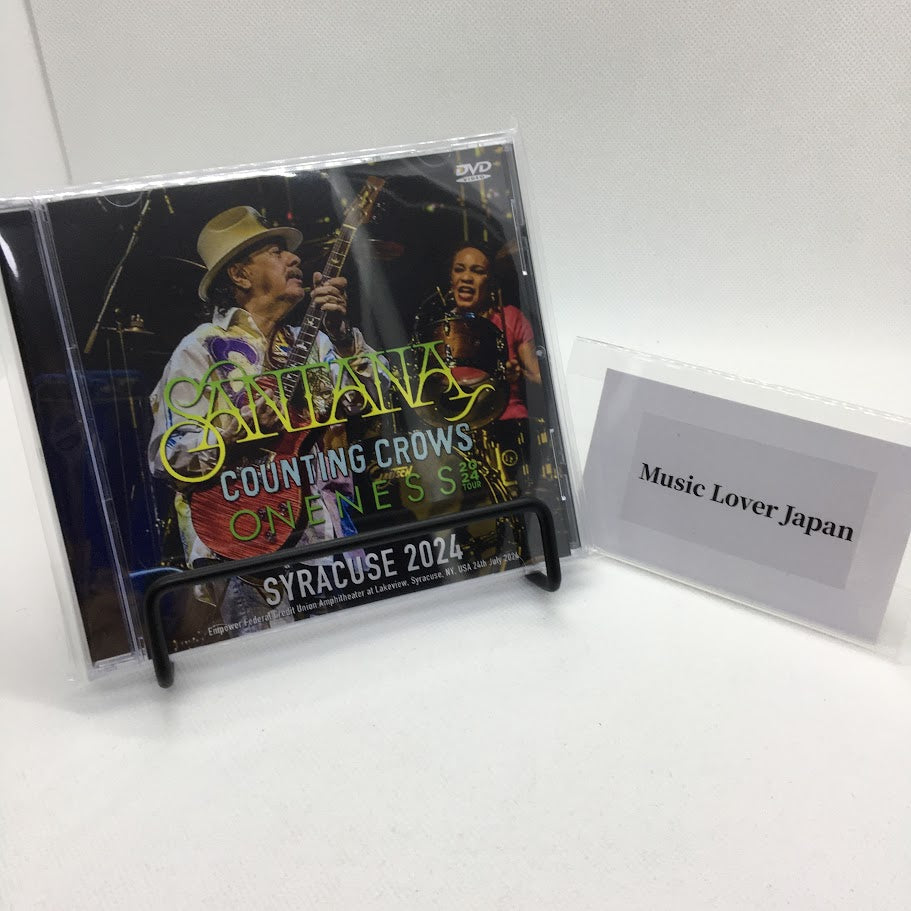 DVD
VIDEO
SANTANA
COUNTING CROWS
ONENESS 2024 TOUR
SYRACUSE 2024
Empower Federal Credit Union Amphitheater at Lakeview, Syracuse, NY, USA 24th July 2024
Music Lover Japan